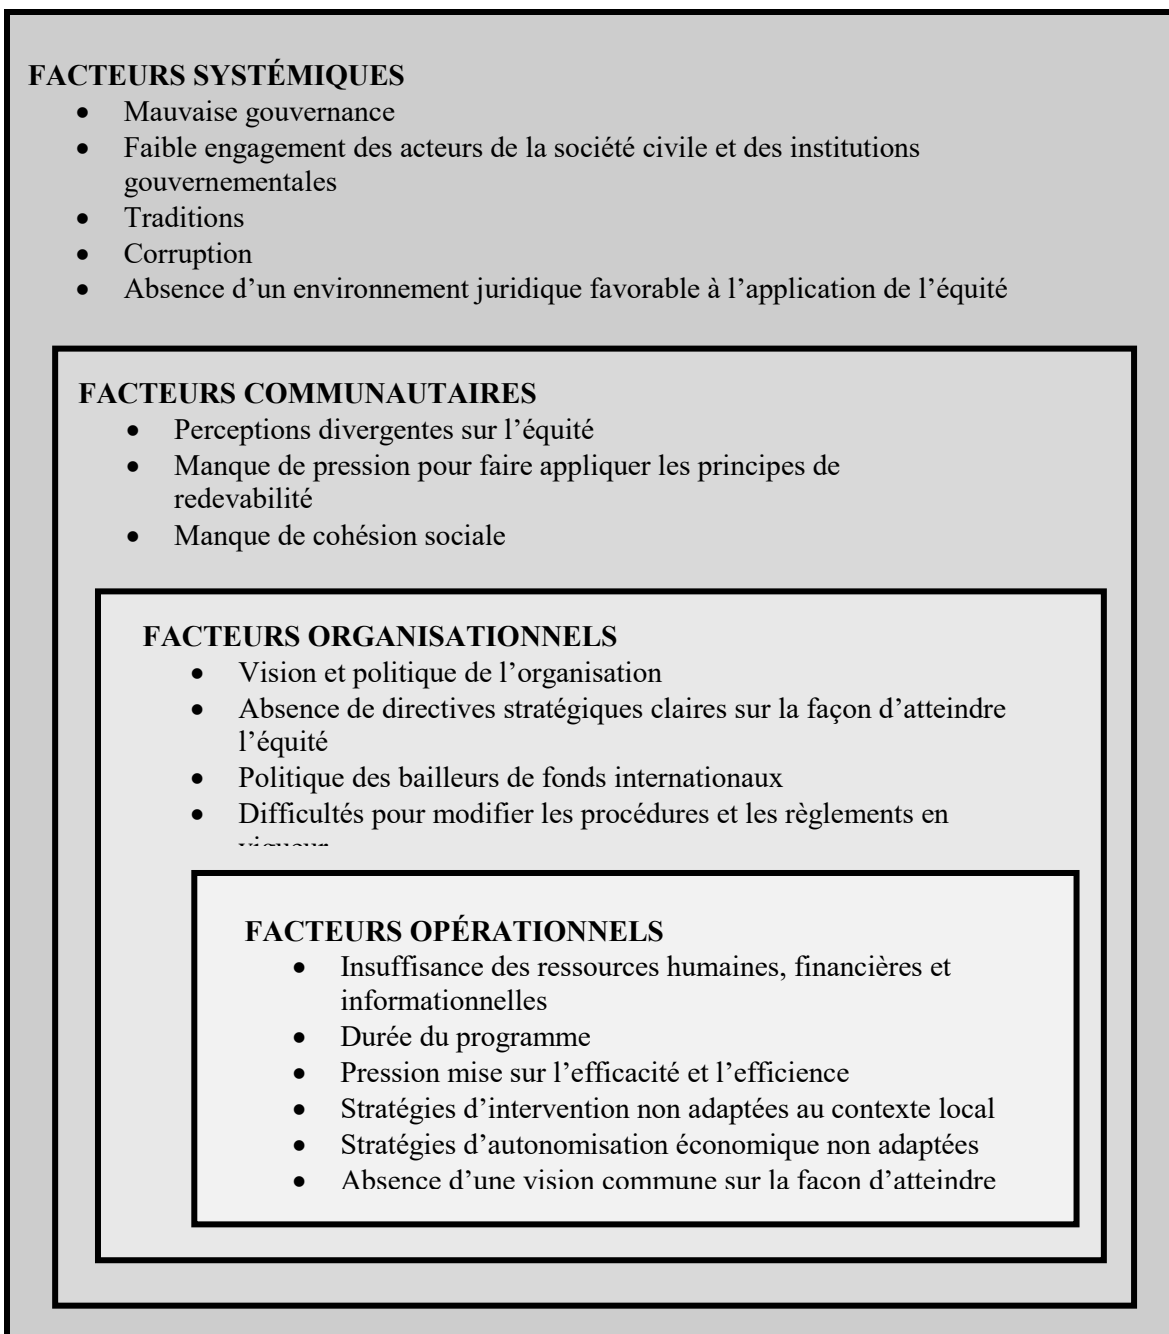 FACTEURS SYSTÉMIQUES
• Mauvaise gouvernance
• Faible engagement des acteurs de la société civile et des institutions
gouvernementales
• Traditions
• Corruption
• Absence d’un environnement juridique favorable à l’application de l’équité
FACTEURS COMMUNAUTAIRES
• Perceptions divergentes sur l’équité
• Manque de pression pour faire appliquer les principes de
redevabilité
• Manque de cohésion sociale
FACTEURS ORGANISATIONNELS
• Vision et politique de l’organisation
• Absence de directives stratégiques claires sur la façon d’atteindre
l’équité
• Politique des bailleurs de fonds internationaux
• Difficultés pour modifier les procédures et les règlements en
vigueur
FACTEURS OPÉRATIONNELS
• Insuffisance des ressources humaines, financières et
informationnelles
• Durée du programme
• Pression mise sur l’efficacité et l’efficience
• Stratégies d’intervention non adaptées au contexte local
• Stratégies d’autonomisation économique non adaptées
• Absence d’une vision commune sur la façon d’atteindre